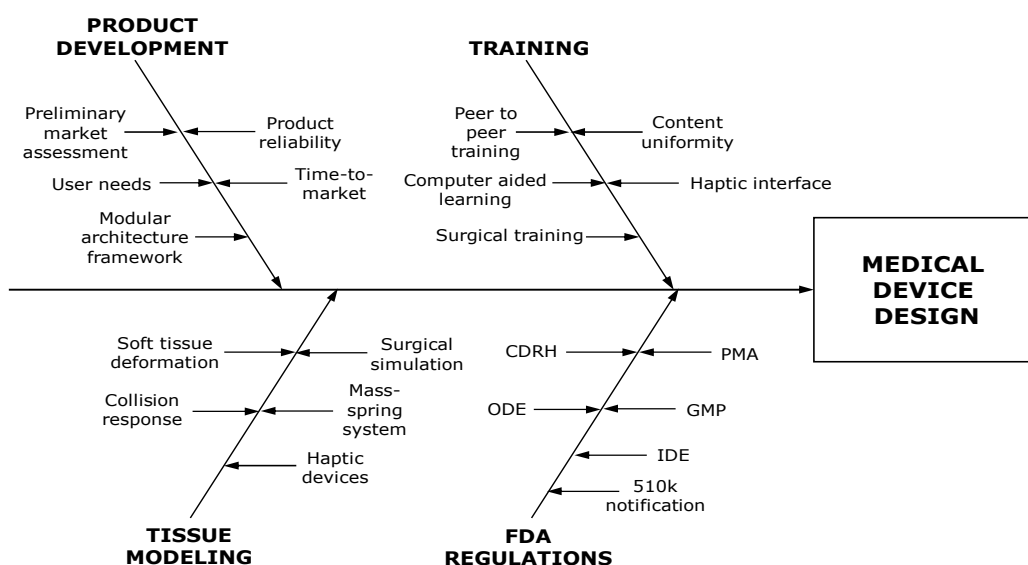 PRODUCT
DEVELOPMENT
Preliminary
market
assessment
Product
reliability
User needs
Time-to-
market
Modular
architecture
framework
TRAINING
Peer to
peer
training
Content
uniformity
Computer aided
learning
Haptic interface
Surgical training
MEDICAL
DEVICE
DESIGN
Soft tissue
deformation
Surgical
simulation
Collision
response
Mass-
spring
system
Haptic
devices
TISSUE
MODELING
CDRH
PMA
ODE
GMP
IDE
510k
notification
FDA
REGULATIONS